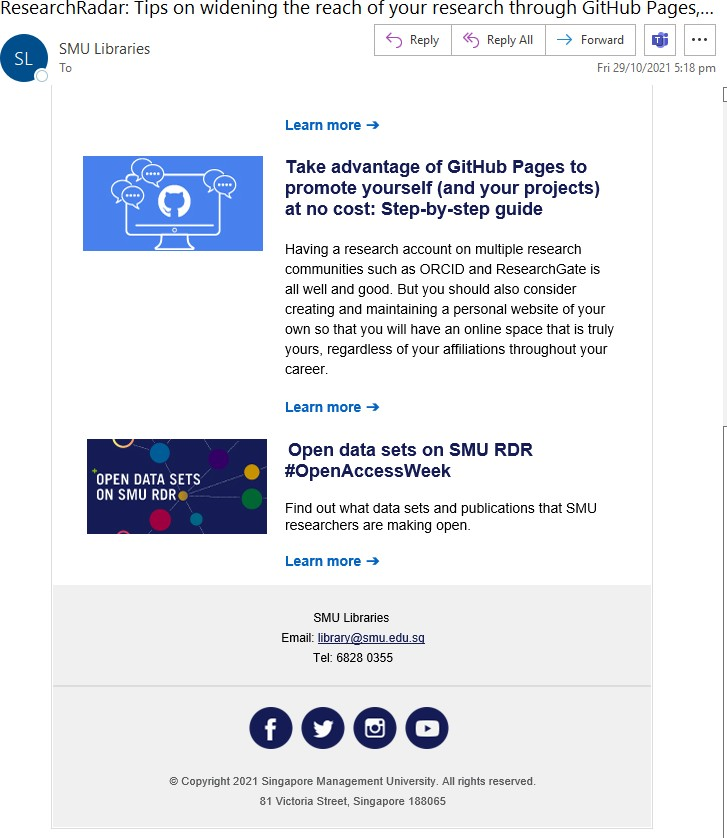 ResearchRadar: Tips on widening the reach of your research through GitHub Pages,...
SL
SMU Libraries
To
Reply
Reply All
Forward
Fri 29/10/2021 5:18 pm
Learn more →
Take advantage of GitHub Pages to
promote yourself (and your projects)
at no cost: Step-by-step guide
Having a research account on multiple research
communities such as ORCID and ResearchGate is
all well and good. But you should also consider
creating and maintaining a personal website of your
own so that you will have an online space that is truly
yours, regardless of your affiliations throughout your
career.
Learn more →
OPEN DATA SETS
ON SMU RDR
Open data sets on SMU RDR
#OpenAccessWeek
Find out what data sets and publications that SMU
researchers are making open.
Learn more →
SMU Libraries
Email: library@smu.edu.sg
Tel: 6828 0355
© Copyright 2021 Singapore Management University. All rights reserved.
81 Victoria Street, Singapore 188065